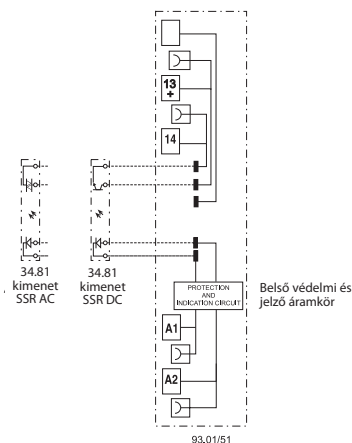 13
+
14
34.81
kimenet
SSR AC
34.81
kimenet
SSR DC
PROTECTION
AND
INDICATION CIRCUIT
Belső védelmi és
jelző áramkör
A1
A2
93.01/51